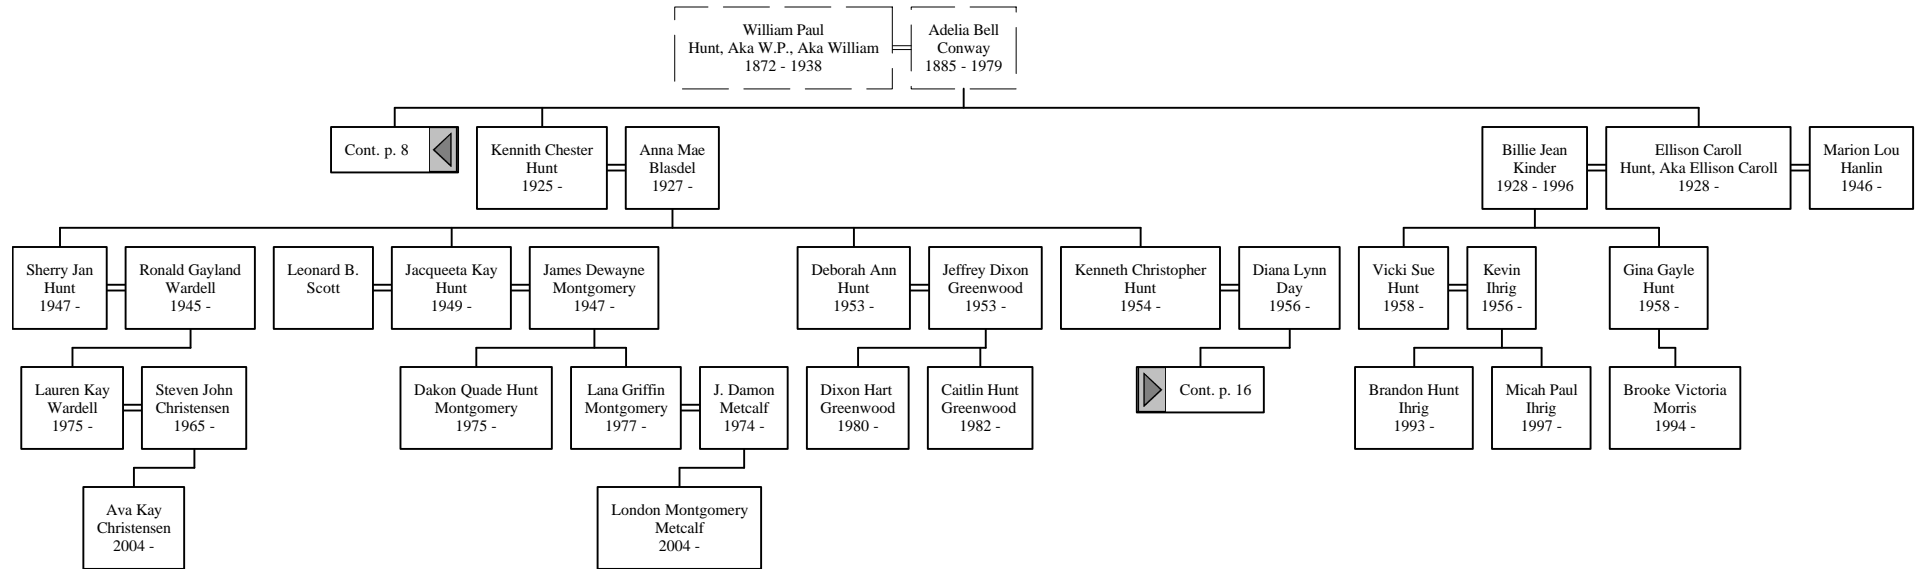 William Paul
Hunt, Aka W.P., Aka William
1872 - 1938
Adelia Bell
Conway
1885 - 1979
Cont. p. 8
Kennith Chester
Hunt
1925 -
Anna Mae
Blasdel
1927 -
Billie Jean
Kinder
1928 - 1996
Ellison Caroll
Hunt, Aka Ellison Caroll
1928 -
Marion Lou
Hanlin
1946 -
Sherry Jan
Hunt
1947 -
Ronald Gayland
Wardell
1945 -
Leonard B.
Scott
Jacqueeta Kay
Hunt
1949 -
James Dewayne
Montgomery
1947 -
Deborah Ann
Hunt
1953 -
Jeffrey Dixon
Greenwood
1953 -
Kenneth Christopher
Hunt
1954 -
Diana Lynn
Day
1956 -
Vicki Sue
Hunt
1958 -
Kevin
Ihrig
1956 -
Gina Gayle
Hunt
1958 -
Lauren Kay
Wardell
1975 -
Steven John
Christensen
1965 -
Dakon Quade Hunt
Montgomery
1975 -
Lana Griffin
Montgomery
1977 -
J. Damon
Metcalf
1974 -
Dixon Hart
Greenwood
1980 -
Caitlin Hunt
Greenwood
1982 -
Cont. p. 16
Brandon Hunt
Ihrig
1993 -
Micah Paul
Ihrig
1997 -
Brooke Victoria
Morris
1994 -
Ava Kay
Christensen
2004 -
London Montgomery
Metcalf
2004 -